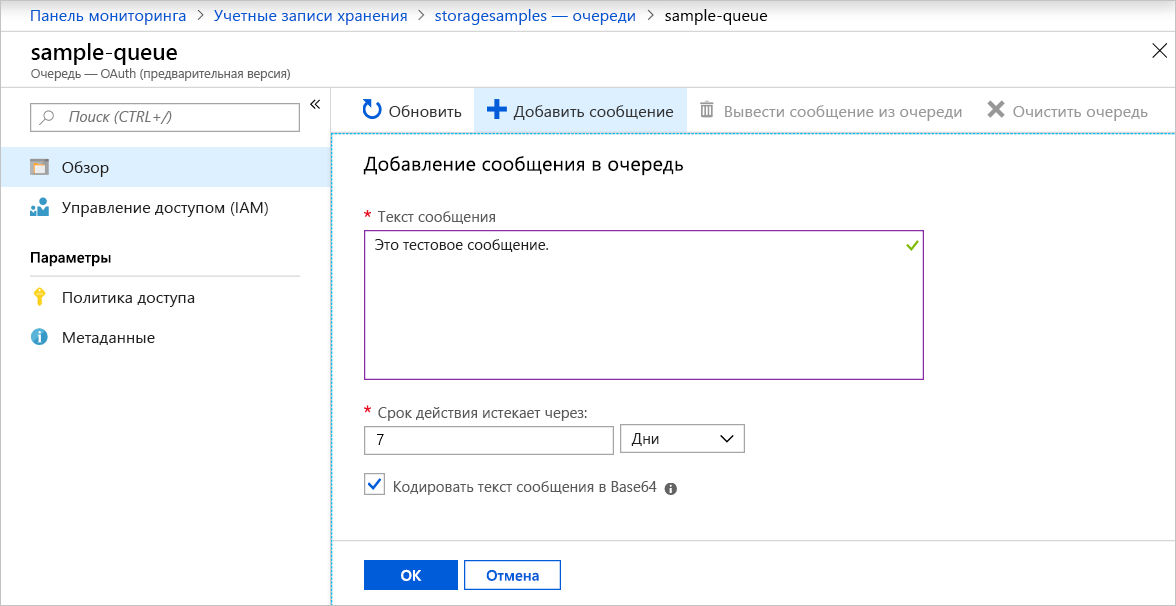 Панель мониторинга > Учетные записи хранения > storagesamples — очереди > sample-queue
sample-queue
Очередь — OAuth (предварительная версия)
Поиск (CTRL+/)
«
Обзор
Управление доступом (IAM)
Параметры
Политика доступа
Метаданные
Обновить Добавить сообщение Вывести сообщение из очереди Очистить очередь
Добавление сообщения в очередь
* Текст сообщения
Это тестовое сообщение.
* Срок действия истекает через:
7 Дни
Кодировать текст сообщения в Base64
ОК Отмена